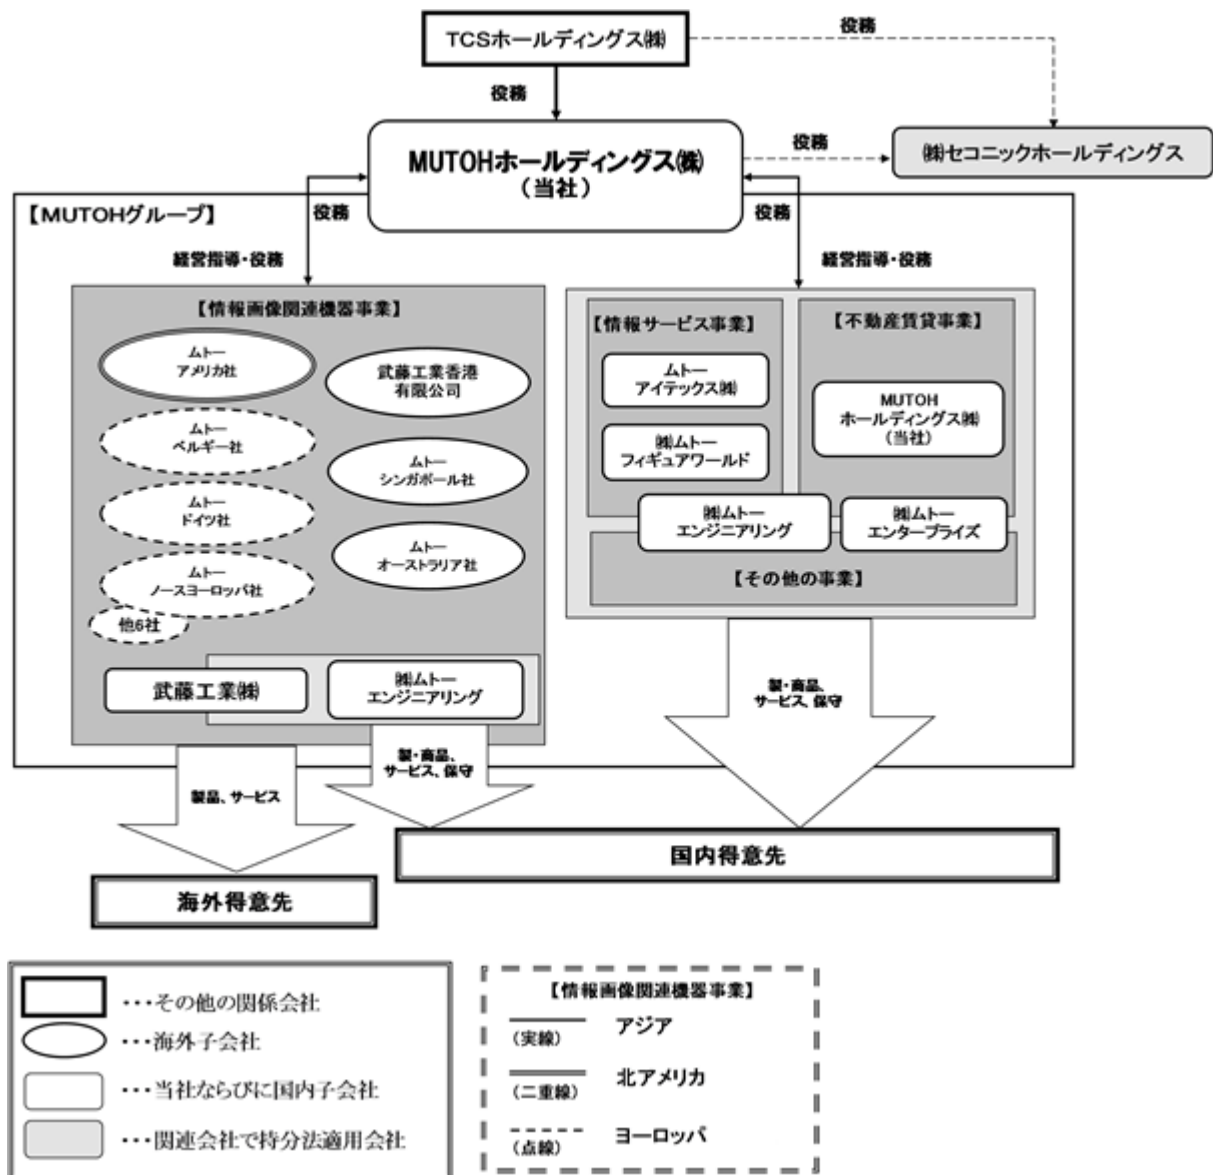 TCSホールディングス㈱
役務
役務
MUTOHホールディングス㈱
（当社）
役務
㈱セコニックホールディングス
【MUTOHグループ】
役務
役務
経営指導・役務
経営指導・役務
【情報画像関連機器事業】
ムトー
アメリカ社
武藤工業香港
有限公司
ムトー
ベルギー社
ムトー
シンガポール社
ムトー
ドイツ社
ムトー
オーストラリア社
ムトー
ノースヨーロッパ社
他6社
武藤工業㈱
㈱ムトー
エンジニアリング
【情報サービス事業】
ムトー
アイテックス㈱
㈱ムトー
フィギュアワールド
【不動産賃貸事業】
MUTOH
ホールディングス㈱
（当社）
㈱ムトー
エンジニアリング
㈱ムトー
エンタープライズ
【その他の事業】
製品、サービス
製・商品、
サービス、保守
製・商品、
サービス、保守
国内得意先
海外得意先
・・・その他の関係会社
・・・海外子会社
・・・当社ならびに国内子会社
・・・関連会社で持分法適用会社
【情報画像関連機器事業】
（実線） アジア
（二重線） 北アメリカ
（点線） ヨーロッパ